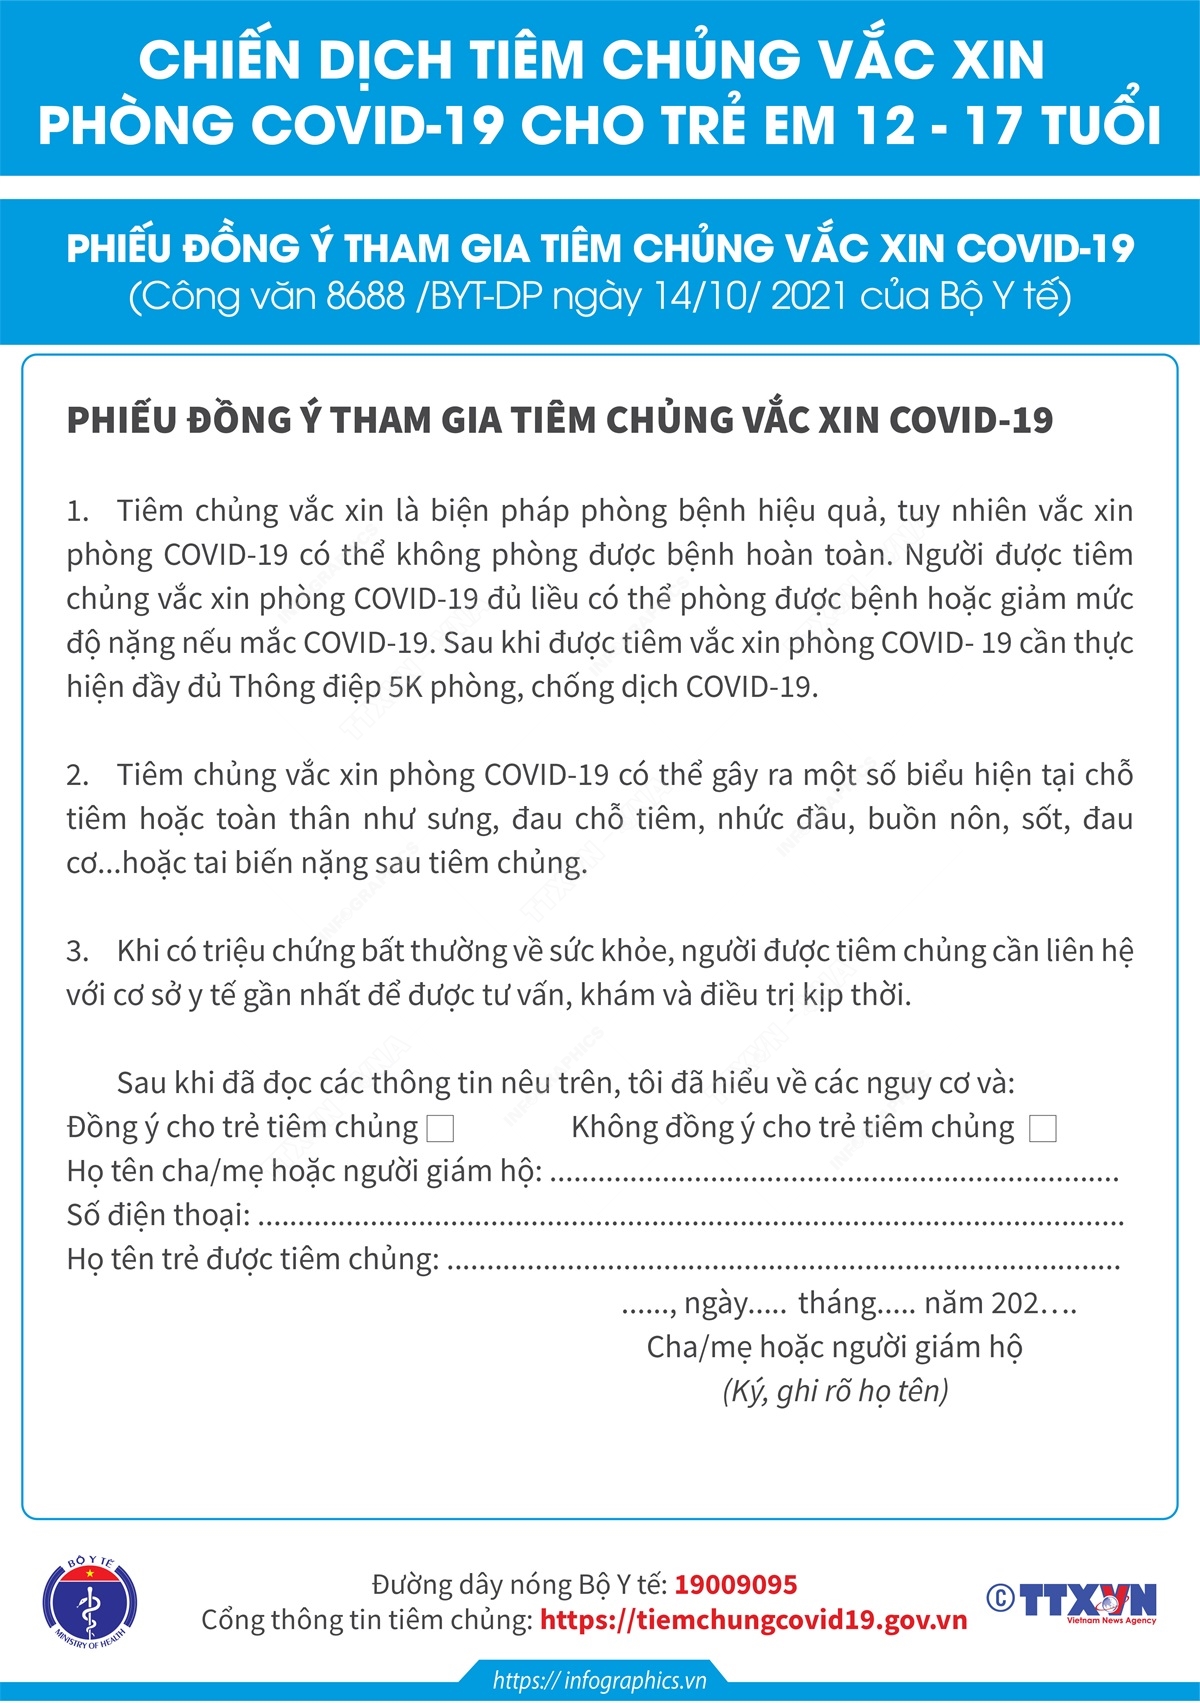 CHIẾN DỊCH TIÊM CHỦNG VẮC XIN
PHÒNG COVID-19 CHO TRẺ EM 12 - 17 TUỔI
PHIẾU ĐỒNG Ý THAM GIA TIÊM CHỦNG VẮC XIN COVID-19
(Công văn 8688 /BYT-DP ngày 14/10/ 2021 của Bộ Y tế)
PHIẾU ĐỒNG Ý THAM GIA TIÊM CHỦNG VẮC XIN COVID-19
1. Tiêm chủng vắc xin là biện pháp phòng bệnh hiệu quả, tuy nhiên vắc xin
phòng COVID-19 có thể không phòng được bệnh hoàn toàn. Người được tiêm
chủng vắc xin phòng COVID-19 đủ liều có thể phòng được bệnh hoặc giảm mức
độ nặng nếu mắc COVID-19. Sau khi được tiêm vắc xin phòng COVID- 19 cần thực
hiện đầy đủ Thông điệp 5K phòng, chống dịch COVID-19.
2. Tiêm chủng vắc xin phòng COVID-19 có thể gây ra một số biểu hiện tại chỗ
tiêm hoặc toàn thân như sưng, đau chỗ tiêm, nhức đầu, buồn nôn, sốt, đau
cơ...hoặc tai biến nặng sau tiêm chủng.
3. Khi có triệu chứng bất thường về sức khỏe, người được tiêm chủng cần liên hệ
với cơ sở y tế gần nhất để được tư vấn, khám và điều trị kịp thời.
Sau khi đã đọc các thông tin nêu trên, tôi đã hiểu về các nguy cơ và:
Đồng ý cho trẻ tiêm chủng □ Không đồng ý cho trẻ tiêm chủng □
Họ tên cha/mẹ hoặc người giám hộ: ......................................................................
Số điện thoại: ...........................................................................................................
Họ tên trẻ được tiêm chủng: ...................................................................................
......, ngày..... tháng..... năm 202....
Cha/mẹ hoặc người giám hộ
(Ký, ghi rõ họ tên)
BỘ Y TẾ
MINISTRY OF HEALTH
Đường dây nóng Bộ Y tế: 19009095
Cổng thông tin tiêm chủng: https://tiemchungcovid19.gov.vn
© TTXVN
Vietnam News Agency
https:// infographics.vn